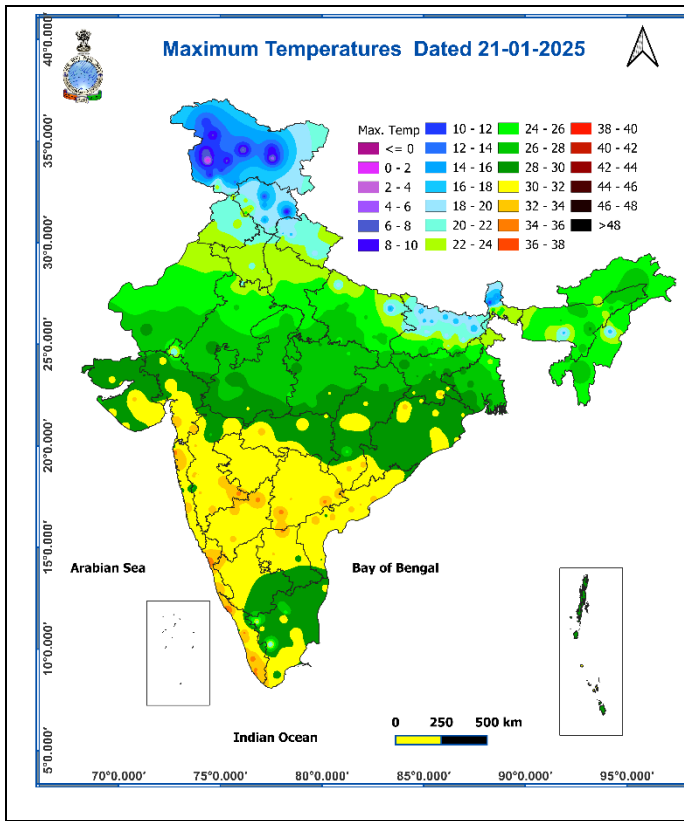 Maximum Temperatures Dated 21-01-2025
Max. Temp
<= 0
0 - 2
2 - 4
4 - 6
6 - 8
8 - 10
10 - 12
12 - 14
14 - 16
16 - 18
18 - 20
20 - 22
22 - 24
24 - 26
26 - 28
28 - 30
30 - 32
32 - 34
34 - 36
36 - 38
38 - 40
40 - 42
42 - 44
44 - 46
46 - 48
>48
40°0.000'
35°0.000'
30°0.000'
25°0.000'
20°0.000'
15°0.000'
10°0.000'
5°0.000'
Arabian Sea
Bay of Bengal
Indian Ocean
0 250 500 km
70°0.000' 75°0.000' 80°0.000' 85°0.000' 90°0.000' 95°0.000'